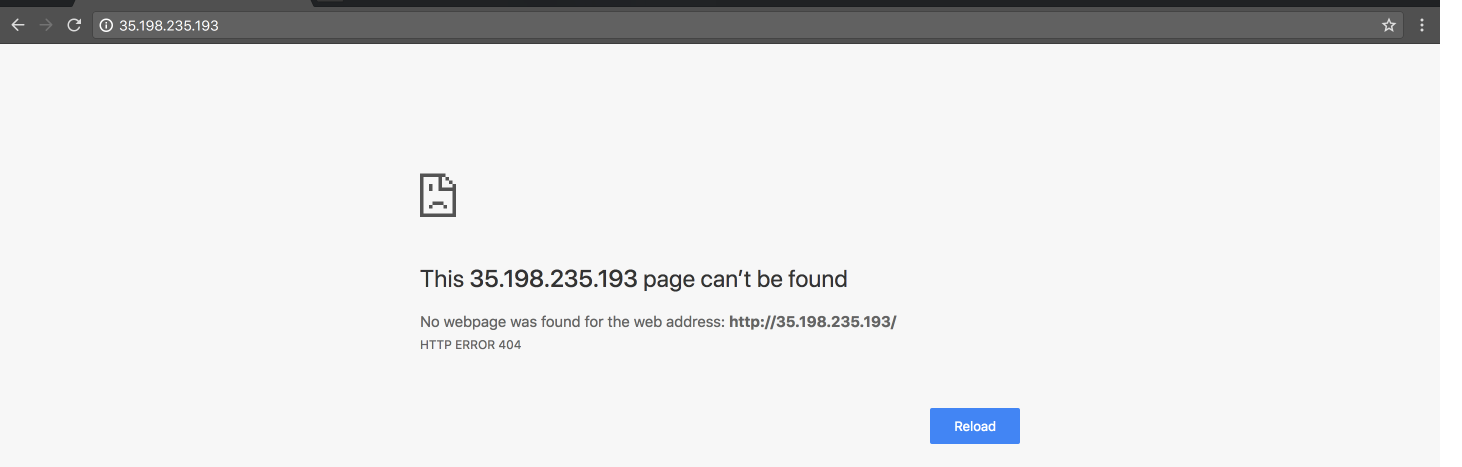 35.198.235.193
This 35.198.235.193 page can’t be found
No webpage was found for the web address: http://35.198.235.193/
HTTP ERROR 404
Reload